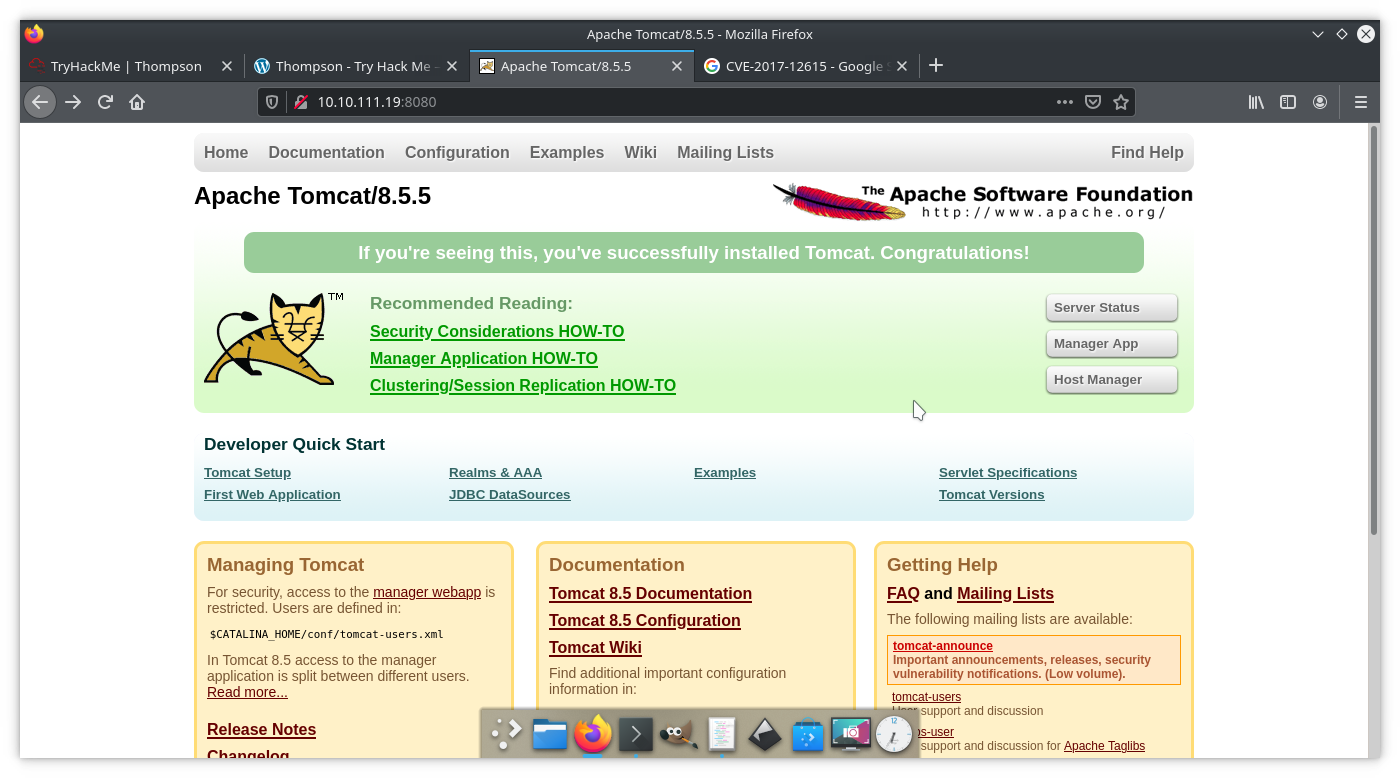 Apache Tomcat/8.5.5 - Mozilla Firefox
TryHackMe | Thompson
Thompson - Try Hack Me -
Apache Tomcat/8.5.5
CVE-2017-12615 - Google
10.10.111.19:8080
Home Documentation Configuration Examples Wiki Mailing Lists Find Help
Apache Tomcat/8.5.5
The Apache Software Foundation
http://www.apache.org/
If you're seeing this, you've successfully installed Tomcat. Congratulations!
TM
Recommended Reading:
Security Considerations HOW-TO
Manager Application HOW-TO
Clustering/Session Replication HOW-TO
Server Status
Manager App
Host Manager
Developer Quick Start
Tomcat Setup
First Web Application
Realms & AAA
JDBC DataSources
Examples
Servlet Specifications
Tomcat Versions
Managing Tomcat
For security, access to the manager webapp is
restricted. Users are defined in:
$CATALINA_HOME/conf/tomcat-users.xml
In Tomcat 8.5 access to the manager
application is split between different users.
Read more...
Release Notes
Changelog
Documentation
Tomcat 8.5 Documentation
Tomcat 8.5 Configuration
Tomcat Wiki
Find additional important configuration
information in:
Getting Help
FAQ and Mailing Lists
The following mailing lists are available:
tomcat-announce
Important announcements, releases, security
vulnerability notifications. (Low volume).
tomcat-users
User support and discussion
support and discussion for Apache Taglibs
12